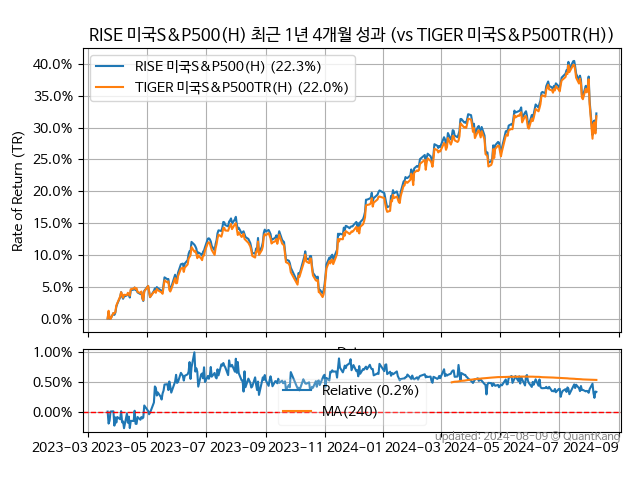 RISE 미국S&P500(H) 최근 1년 4개월 성과 (vs TIGER 미국S&P500TR(H))
RISE 미국S&P500(H) (22.3%)
TIGER 미국S&P500TR(H) (22.0%)
Rate of Return (TR)
40.0%
35.0%
30.0%
25.0%
20.0%
15.0%
10.0%
5.0%
0.0%
1.00%
0.50%
0.00%
Relative (0.2%)
MA(240)
updated: 2024-08-09 © QuantKang
2023-03 2023-05 2023-07 2023-09 2023-11 2024-01 2024-03 2024-05 2024-07 2024-09